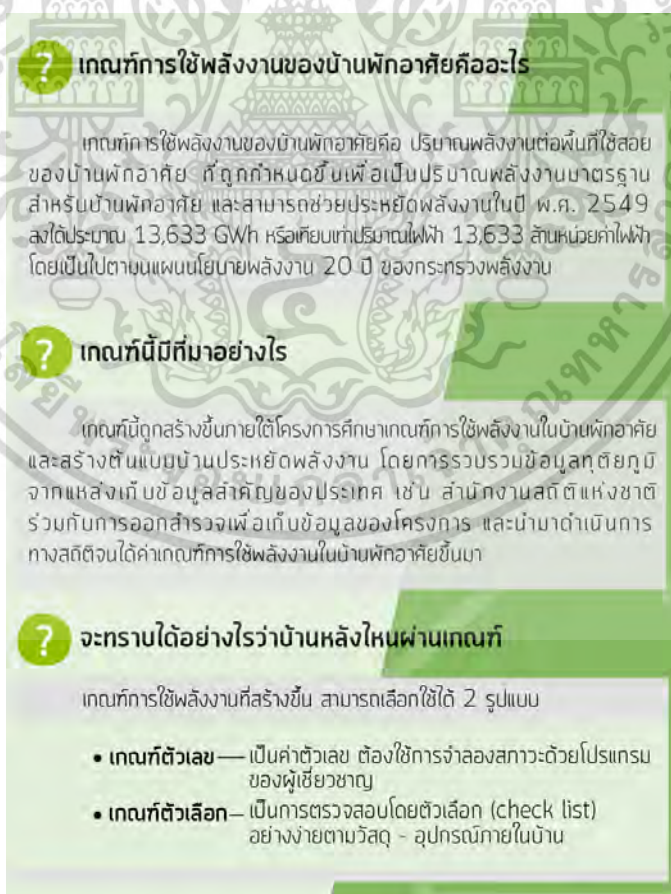 ? เกณฑ์การใช้พลังงานของบ้านพักอาศัยคืออะไร
เกณฑ์การใช้พลังงานของบ้านพักอาศัยคือ ปริมาณพลังงานต่อพื้นที่ใช้สอย
ของบ้านพักอาศัย ที่ถูกกำหนดขึ้นเพื่อเป็นปริมาณพลังงานมาตรฐาน
สำหรับบ้านพักอาศัย และสามารถช่วยประหยัดพลังงานในปี พ.ศ. 2549
ลงได้ประมาณ 13,633 GWh หรือเทียบเท่าปริมาณไฟฟ้า 13,633 ล้านหน่วยค่าไฟฟ้า
โดยเป็นไปตามนแผนนโยบายพลังงาน 20 ปี ของกระทรวงพลังงาน
? เกณฑ์นี้มีที่มาอย่างไร
เกณฑ์นี้ถูกสร้างขึ้นภายใต้โครงการศึกษาเกณฑ์การใช้พลังงานในบ้านพักอาศัย
และสร้างต้นแบบบ้านประหยัดพลังงาน โดยการรวบรวมข้อมูลทุติยภูมิ
จากแหล่งเก็บข้อมูลสำคัญของประเทศ เช่น สำนักงานสถิติแห่งชาติ
ร่วมกับการออกสำรวจเพื่อเก็บข้อมูลของโครงการ และนำมาดำเนินการ
ทางสถิติจนได้ค่าเกณฑ์การใช้พลังงานในบ้านพักอาศัยขึ้นมา
? จะทราบได้อย่างไรว่าบ้านหลังไหนผ่านเกณฑ์
เกณฑ์การใช้พลังงานที่สร้างขึ้น สามารถเลือกใช้ได้ 2 รูปแบบ
• เกณฑ์ตัวเลข — เป็นค่าตัวเลข ต้องใช้การจำลองสภาวะด้วยโปรแกรม
ของผู้เชี่ยวชาญ
• เกณฑ์ตัวเลือก – เป็นการตรวจสอบโดยตัวเลือก (check list)
อย่างง่ายตามวัสดุ - อุปกรณ์ภายในบ้าน